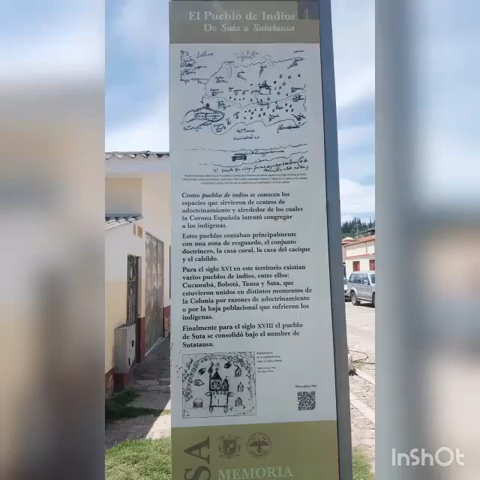 El Pueblo de Indios
De Suta a Sutatausa
Como pueblos de indios se conocen los
espacios que sirvieron de centros de
adoctrinamiento y alrededor de los cuales
la Corona Española intentó congregar
a los indígenas.
Estos pueblos contaban principalmente
con una zona de resguardo, el conjunto
doctrinero, la casa cural, la casa del cacique
y el cabildo.
Para el siglo XVI en este territorio existían
varios pueblos de indios, entre ellos:
Cucunubá, Bobotá, Tausa y Suta, que
estuvieron unidos en distintos momentos de
la Colonia por razones de adoctrinamiento
o por la baja poblacional que sufrieron los
indígenas.
Finalmente para el siglo XVIII el pueblo
de Suta se consolidó bajo el nombre de
Sutatausa.
SA
MEMORIA
InShOt